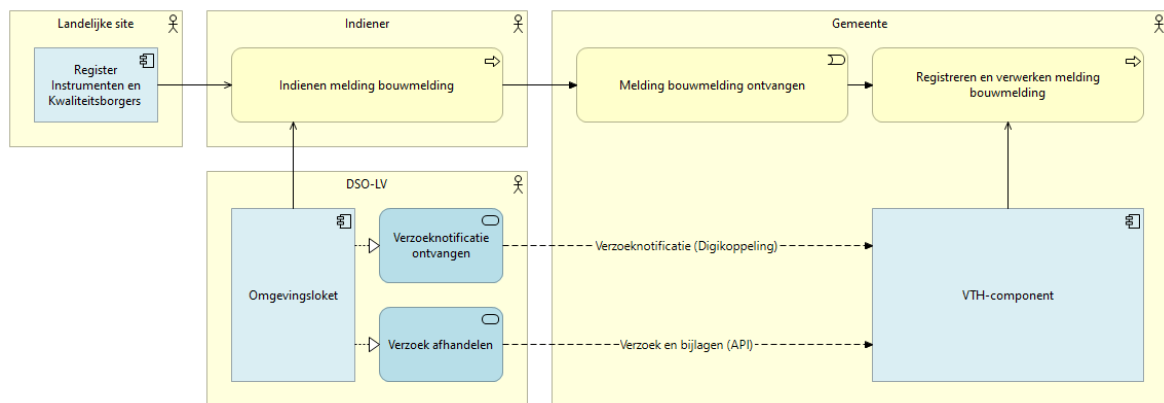 Landelijke site
Indiener
Gemeente
Register
Instrumenten en
Kwaliteitsborgers
Indienen melding bouwmelding
Melding bouwmelding ontvangen
Registreren en verwerken melding
bouwmelding
DSO-LV
Omgevingsloket
Verzoeknotificatie
ontvangen
Verzoeknotificatie (Digikoppeling)
Verzoek afhandelen
Verzoek en bijlagen (API)
VTH-component